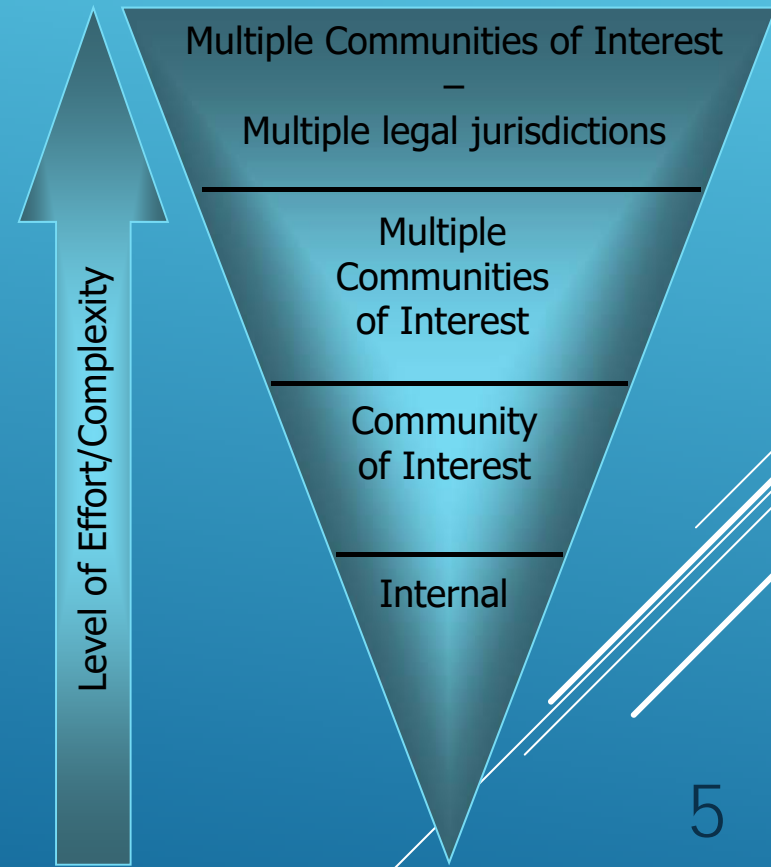 Multiple Communities of Interest
–
Multiple legal jurisdictions
Multiple
Communities
of Interest
Community
of Interest
Internal
Level of Effort/Complexity
5